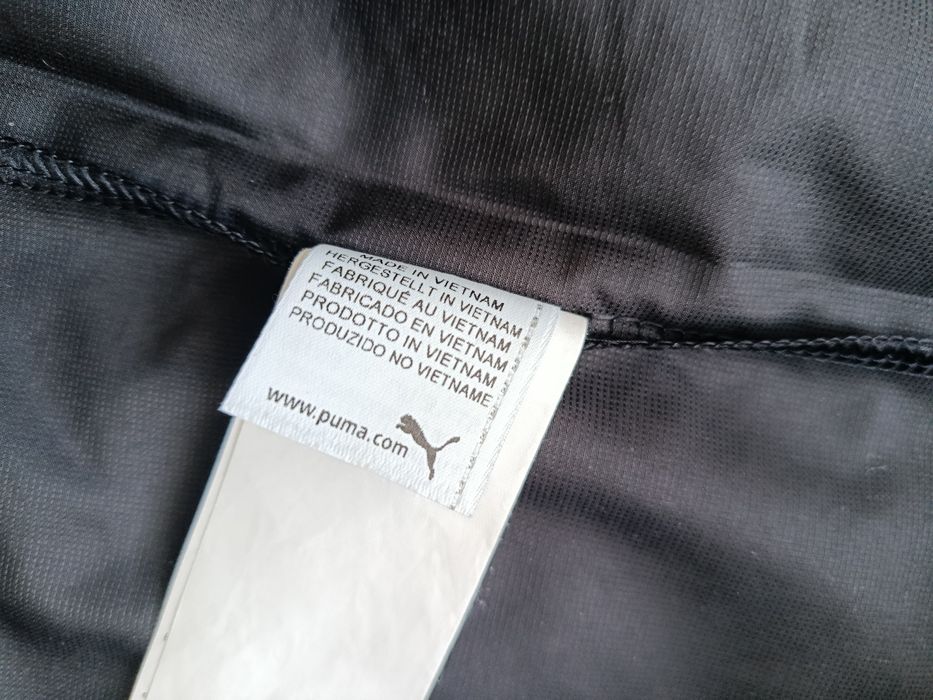 MADE IN VIETNAM
HERGESTELLT IN VIETNAM
FABRIQUÉ AU VIETNAM
FABRICADO EN VIETNAM
PRODOTTO IN VIETNAM
PRODUZIDO NO VIETNAME
www.puma.com